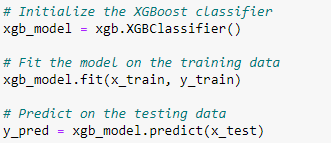 # Initialize the XGBoost classifier
xgb_model = xgb.XGBClassifier()
# Fit the model on the training data
xgb_model.fit(x_train, y_train)
# Predict on the testing data
y_pred = xgb_model.predict(x_test)